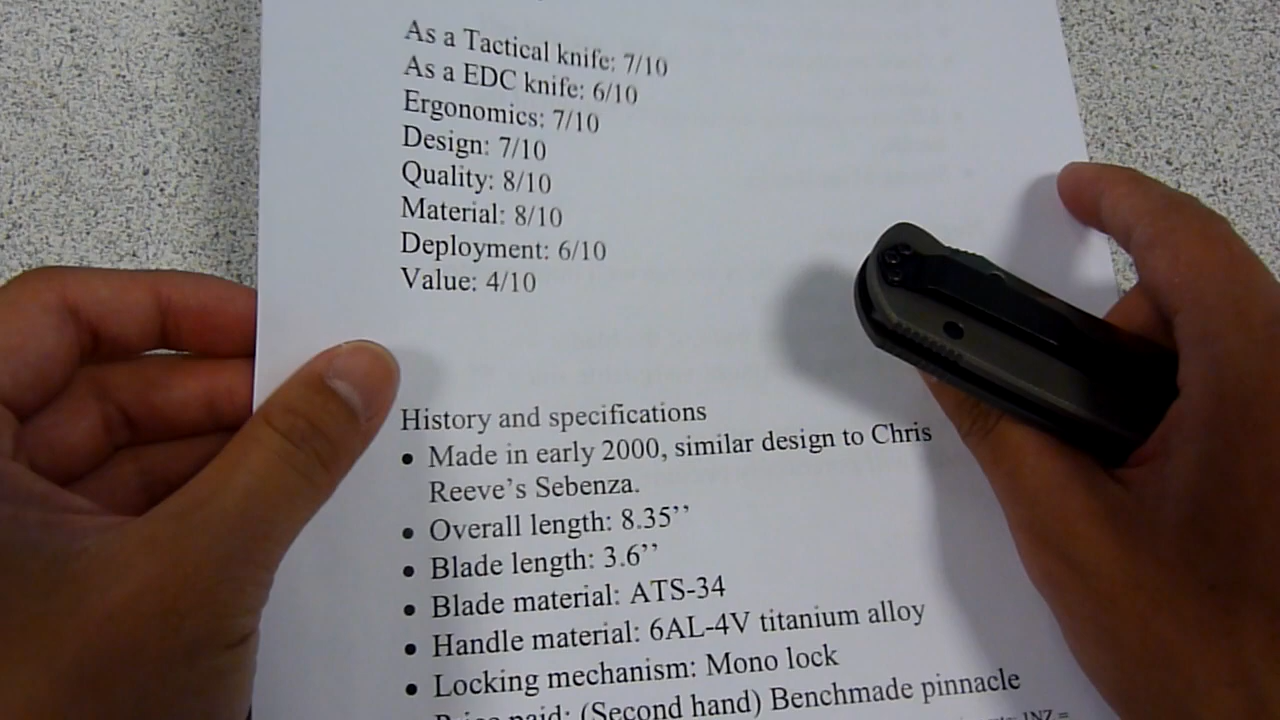 As a Tactical knife: 7/10
As a EDC knife: 6/10
Ergonomics: 7/10
Design: 7/10
Quality: 8/10
Material: 8/10
Deployment: 6/10
Value: 4/10
History and specifications
• Made in early 2000, similar design to Chris
Reeve's Sebenza.
• Overall length: 8.35’’
• Blade length: 3.6’’
• Blade material: ATS-34
• Handle material: 6AL-4V titanium alloy
• Locking mechanism: Mono lock
Price paid: (Second hand) Benchmade pinnacle